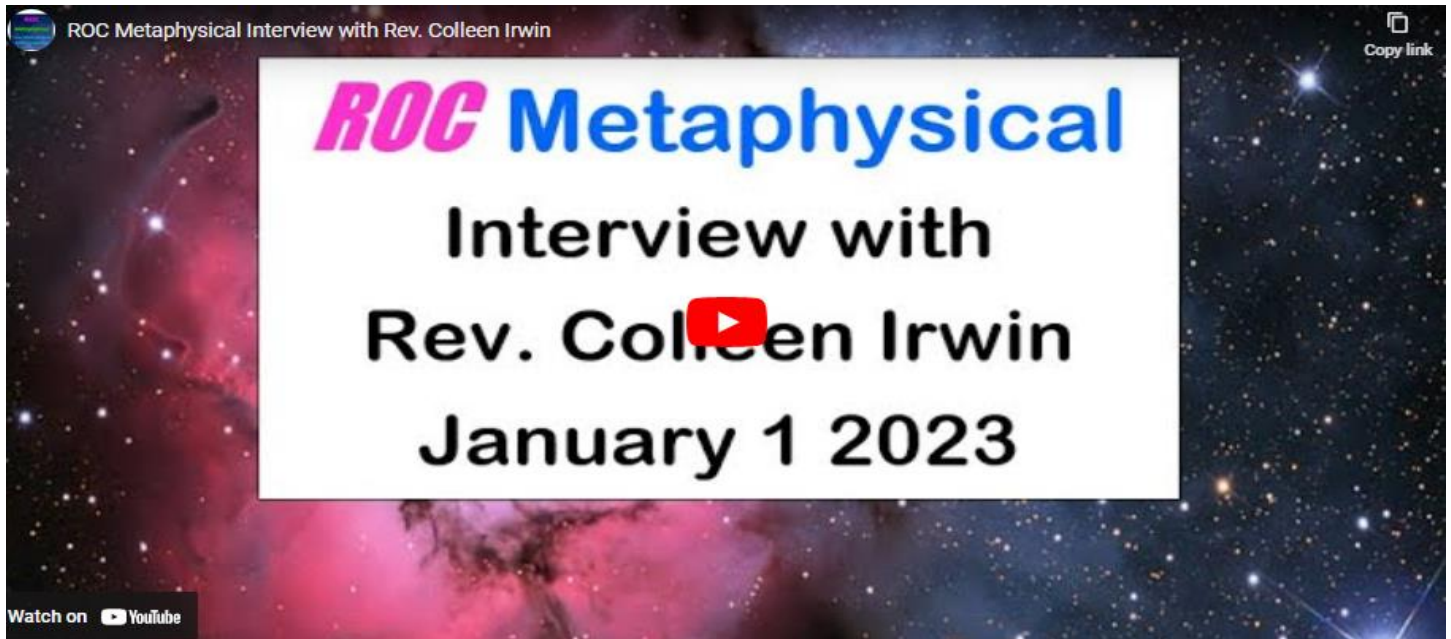 ROC Metaphysical Interview with Rev. Colleen Irwin
Copy link
ROC Metaphysical
Interview with
Rev. Colleen Irwin
January 1 2023
Watch on YouTube